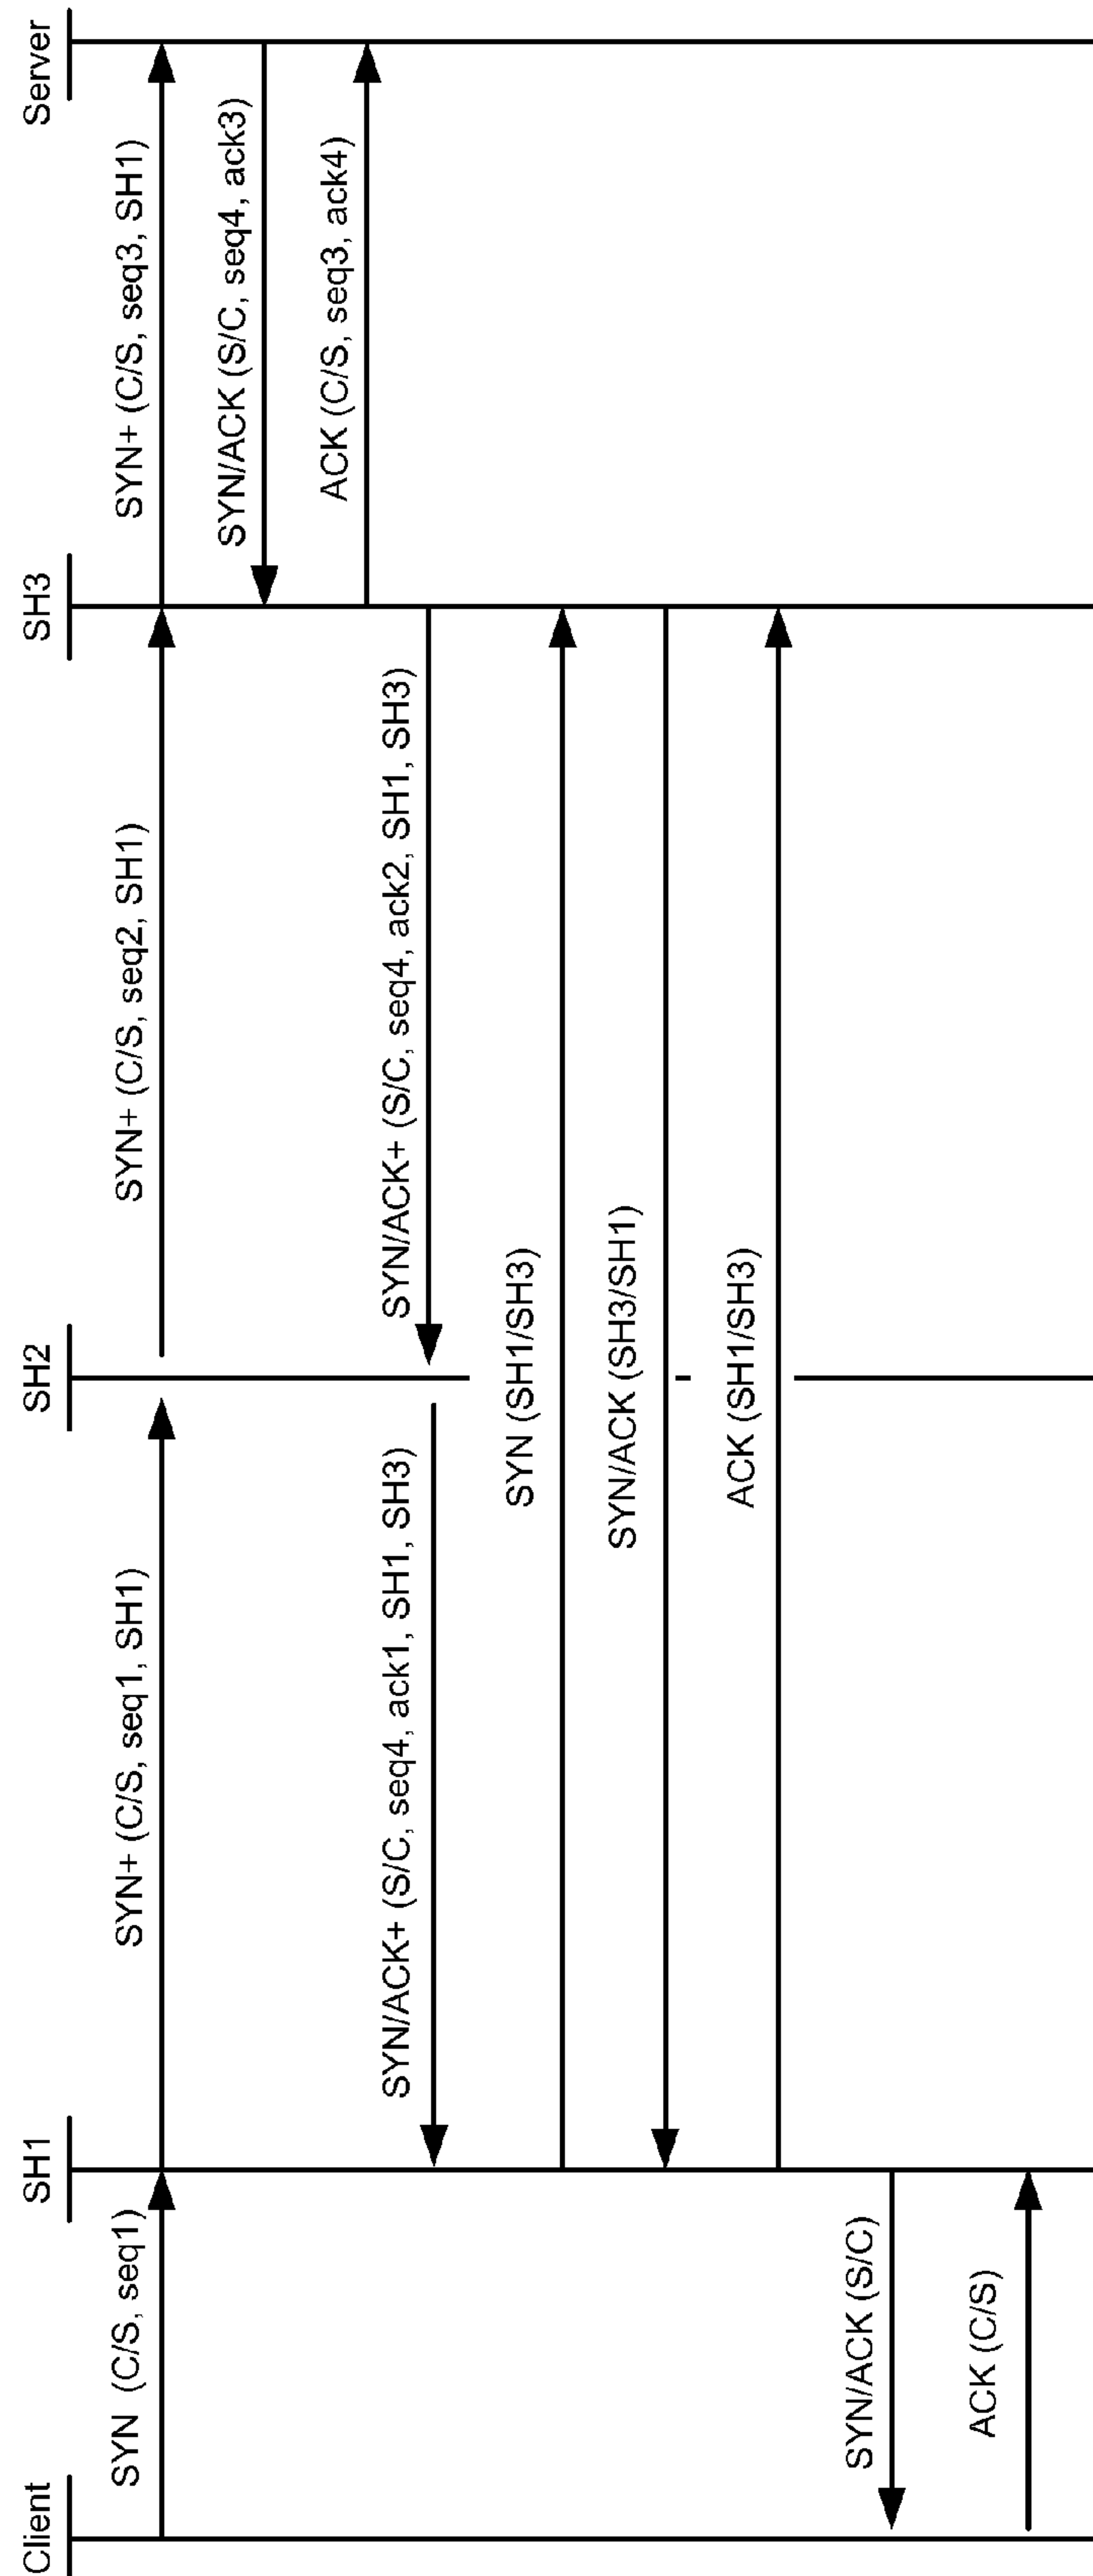 Client
SH1
SH2
SH3
Server
SYN (C/S, seq1)
SYN+ (C/S, seq1, SH1)
SYN+ (C/S, seq2, SH1)
SYN+ (C/S, seq3, SH1)
SYN/ACK (S/C, seq4, ack3)
ACK (C/S, seq3, ack4)
SYN/ACK+ (S/C, seq4, ack1, SH1, SH3)
SYN/ACK+ (S/C, seq4, ack2, SH1, SH3)
SYN (SH1/SH3)
SYN/ACK (SH3/SH1)
ACK (SH1/SH3)
SYN/ACK (S/C)
ACK (C/S)